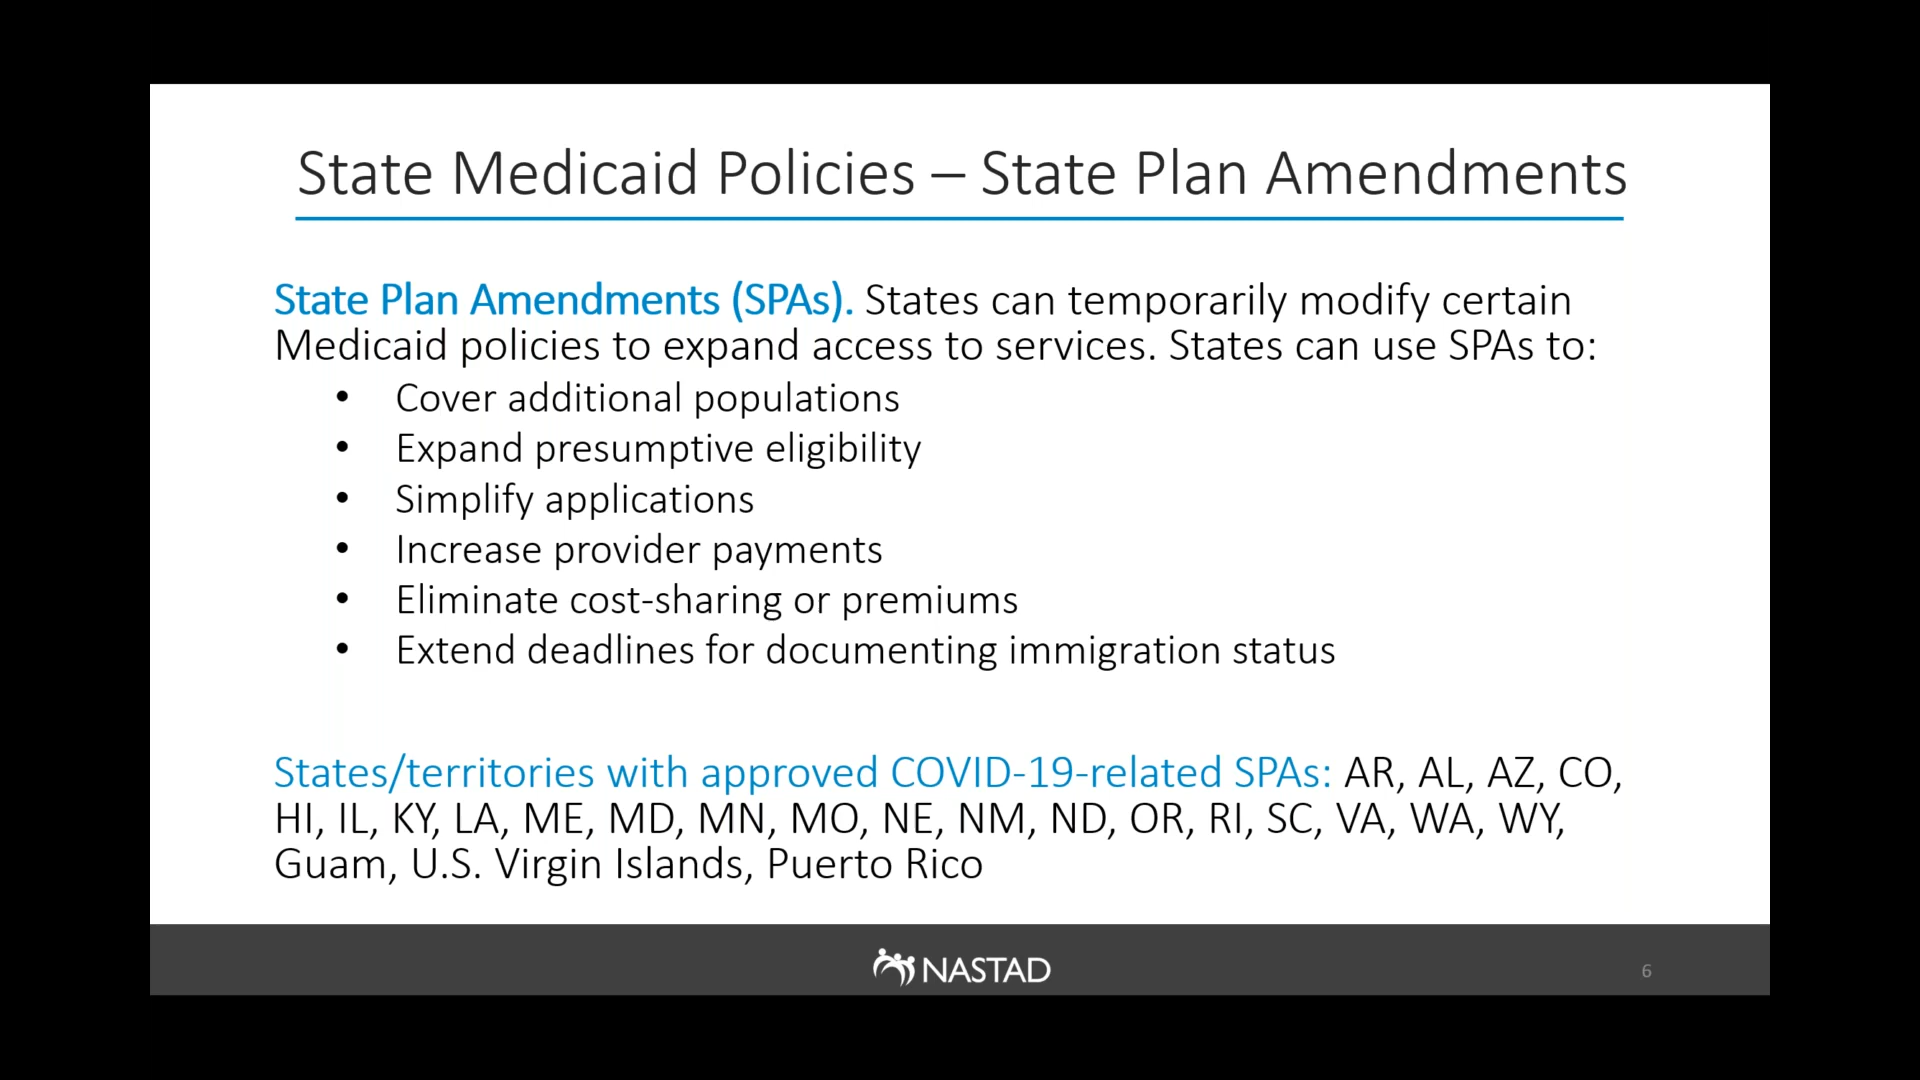 State Medicaid Policies – State Plan Amendments
State Plan Amendments (SPAs). States can temporarily modify certain
Medicaid policies to expand access to services. States can use SPAs to:
• Cover additional populations
• Expand presumptive eligibility
• Simplify applications
• Increase provider payments
• Eliminate cost-sharing or premiums
• Extend deadlines for documenting immigration status
States/territories with approved COVID-19-related SPAs: AR, AL, AZ, CO,
HI, IL, KY, LA, ME, MD, MN, MO, NE, NM, ND, OR, RI, SC, VA, WA, WY,
Guam, U.S. Virgin Islands, Puerto Rico
NASTAD
6